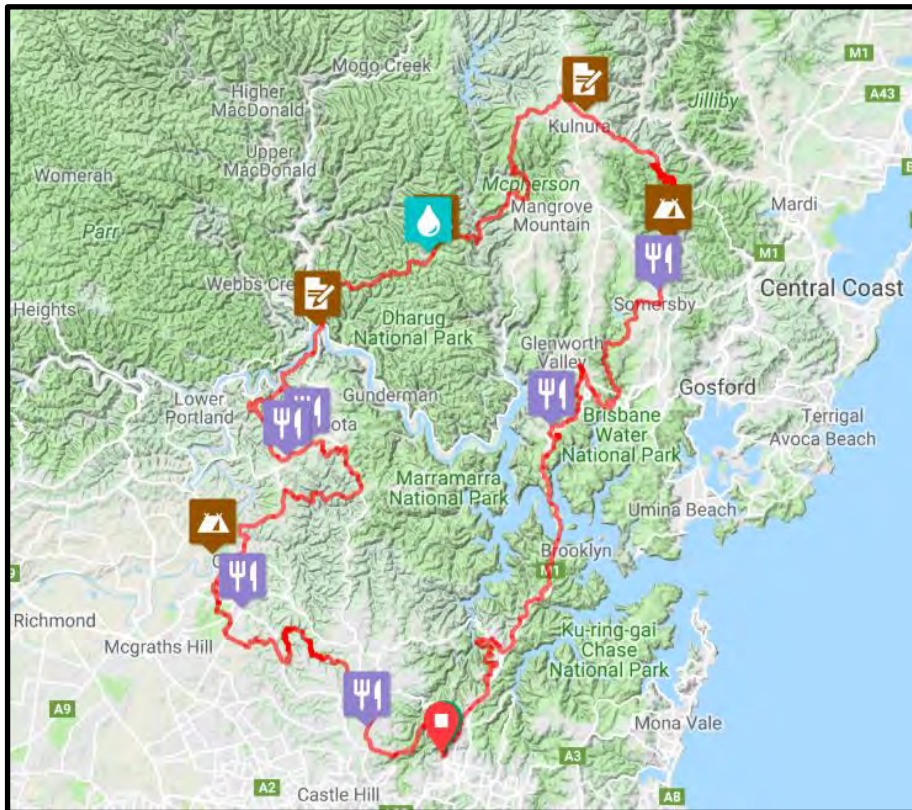 Mogo Creek
M1
A43
Higher
MacDonald
Jilliby
Kulnura
Upper
MacDonald
Womerah
Mcpherson
Mangrove
Mountain
Mardi
Parr
M1
Webbs Cre
Central Coast
Somersby
Heights
Dharug
National Park
Glenworth
Valley
Gosford
Lower
Portland
Gunderman
ota
Brisbane
Water
National Park
Terrigal
Avoca Beach
Marramarra
National Park
Umina Beach
Brooklyn
M1
Richmond
Mcgraths Hill
Ku-ring-gai
Chase
National Park
A9
Mona Vale
A3
A2
Castle Hill
A8